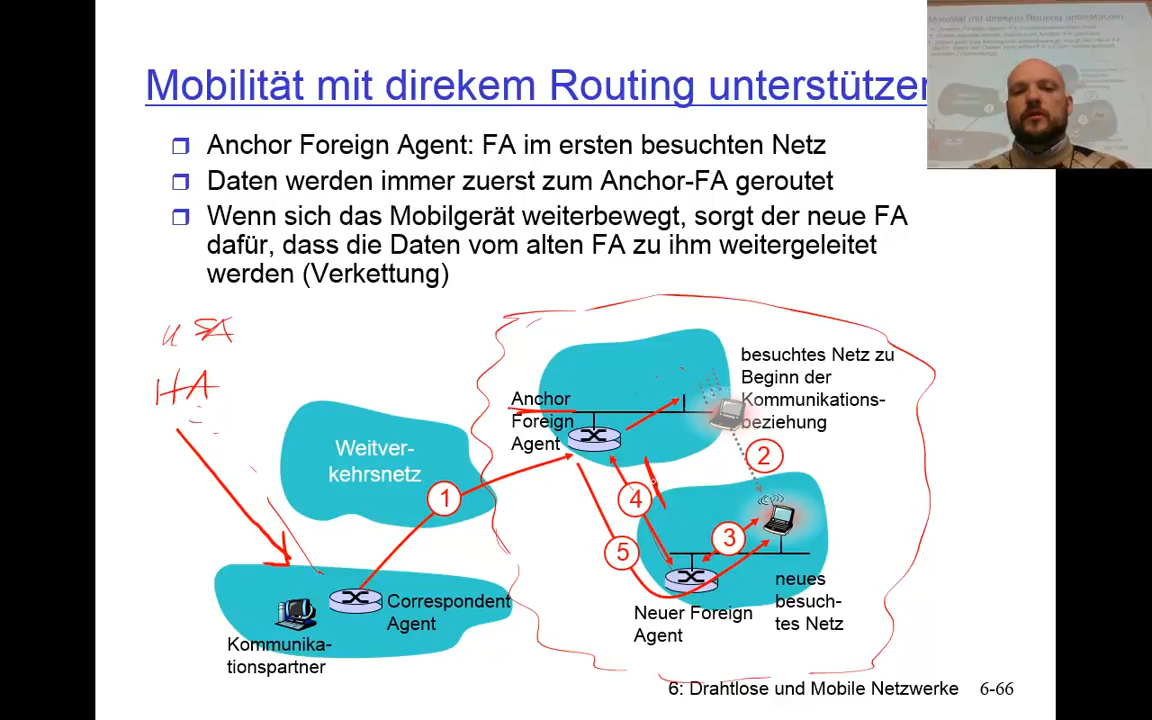 Mobilität mit direkem Routing unterstützen
Anchor Foreign Agent: FA im ersten besuchten Netz
Daten werden immer zuerst zum Anchor-FA geroutet
Wenn sich das Mobilgerät weiterbewegt, sorgt der neue FA
dafür, dass die Daten vom alten FA zu ihm weitergeleitet
werden (Verkettung)
USA
HA
Weitver-
kehrsnetz
Anchor
Foreign
Agent
besuchtes Netz zu
Beginn der
Kommunikations-
beziehung
1
2
3
4
5
Correspondent
Agent
Kommunika-
tionspartner
Neuer Foreign
Agent
neues
besuch-
tes Netz
6: Drahtlose und Mobile Netzwerke 6-66